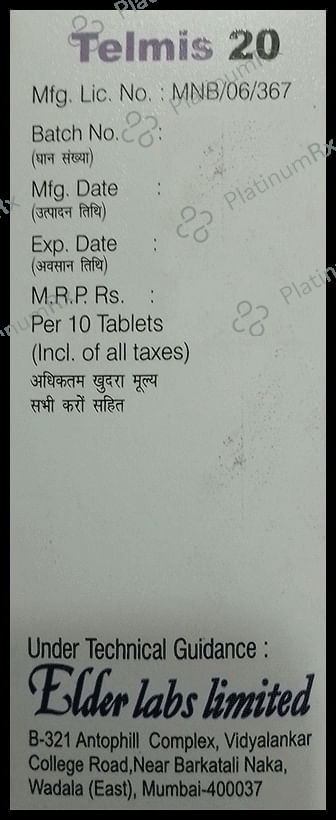 Telmis 20
Mfg. Lic. No. : MNB/06/367
Batch No. :
(घान संख्या)
Mfg. Date :
(उत्पादन तिथि)
Exp. Date :
(अवसान तिथि)
M.R.P. Rs. :
Per 10 Tablets
(Incl. of all taxes)
अधिकतम खुदरा मूल्य
सभी करों सहित
Under Technical Guidance :
Elder labs limited
B-321 Antophill Complex, Vidyalankar
College Road,Near Barkatali Naka,
Wadala (East), Mumbai-400037
PlatinumRx
PlatinumRx